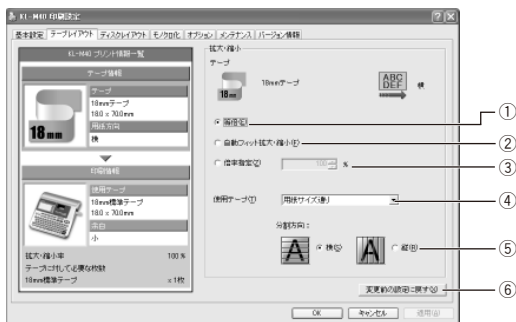 KL-M40 印刷設定
基本設定 テープレイアウト ディスクレイアウト モノクロ化 オプション メンテナンス バージョン情報
KL-M40 プリント情報一覧
テープ情報
テープ
18mmテープ
18.0 x 70.0mm
用紙方向
横
18 mm
印刷情報
使用テープ
18mm標準テープ
18.0 x 70.0mm
余白
小
拡大・縮小率 100 %
テープに対して必要な枚数
18mm標準テープ x 1枚
拡大・縮小
テープ
18 mm
18mmテープ
ABC
DEF
横
等倍(E)
①
自動フィット拡大・縮小(F)
②
倍率指定(Z) 100 %
③
使用テープ(T) 用紙サイズ通り
④
分割方向:
A 横(S) A 縦(R)
⑤
変更前の設定に戻す(X)
⑥
OK キャンセル 適用(A)